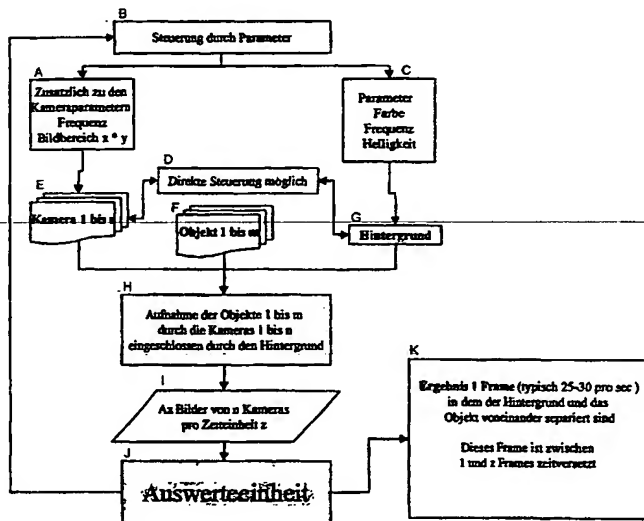 B
Steuerung durch Parameter
A
Zusätzlich zu den
Kameraparametern
Frequenz
Bildbereich x * y
C
Parameter
Farbe
Frequenz
Helligkeit
D
Direkte Steuerung möglich
E
Kamera 1 bis n
F
Objekt 1 bis m
G
Hintergrund
H
Aufnahme der Objekte 1 bis m
durch die Kameras 1 bis n
eingeschlossen durch den Hintergrund
I
Az Bilder von n Kameras
pro Zeiteinheit z
J
Auswerteeinheit
K
Ergebnis 1 Frame (typisch 25-30 pro sec )
in dem der Hintergrund und das
Objekt voneinander separiert sind
Dieses Frame ist zwischen
1 und z Frames zeitversetzt